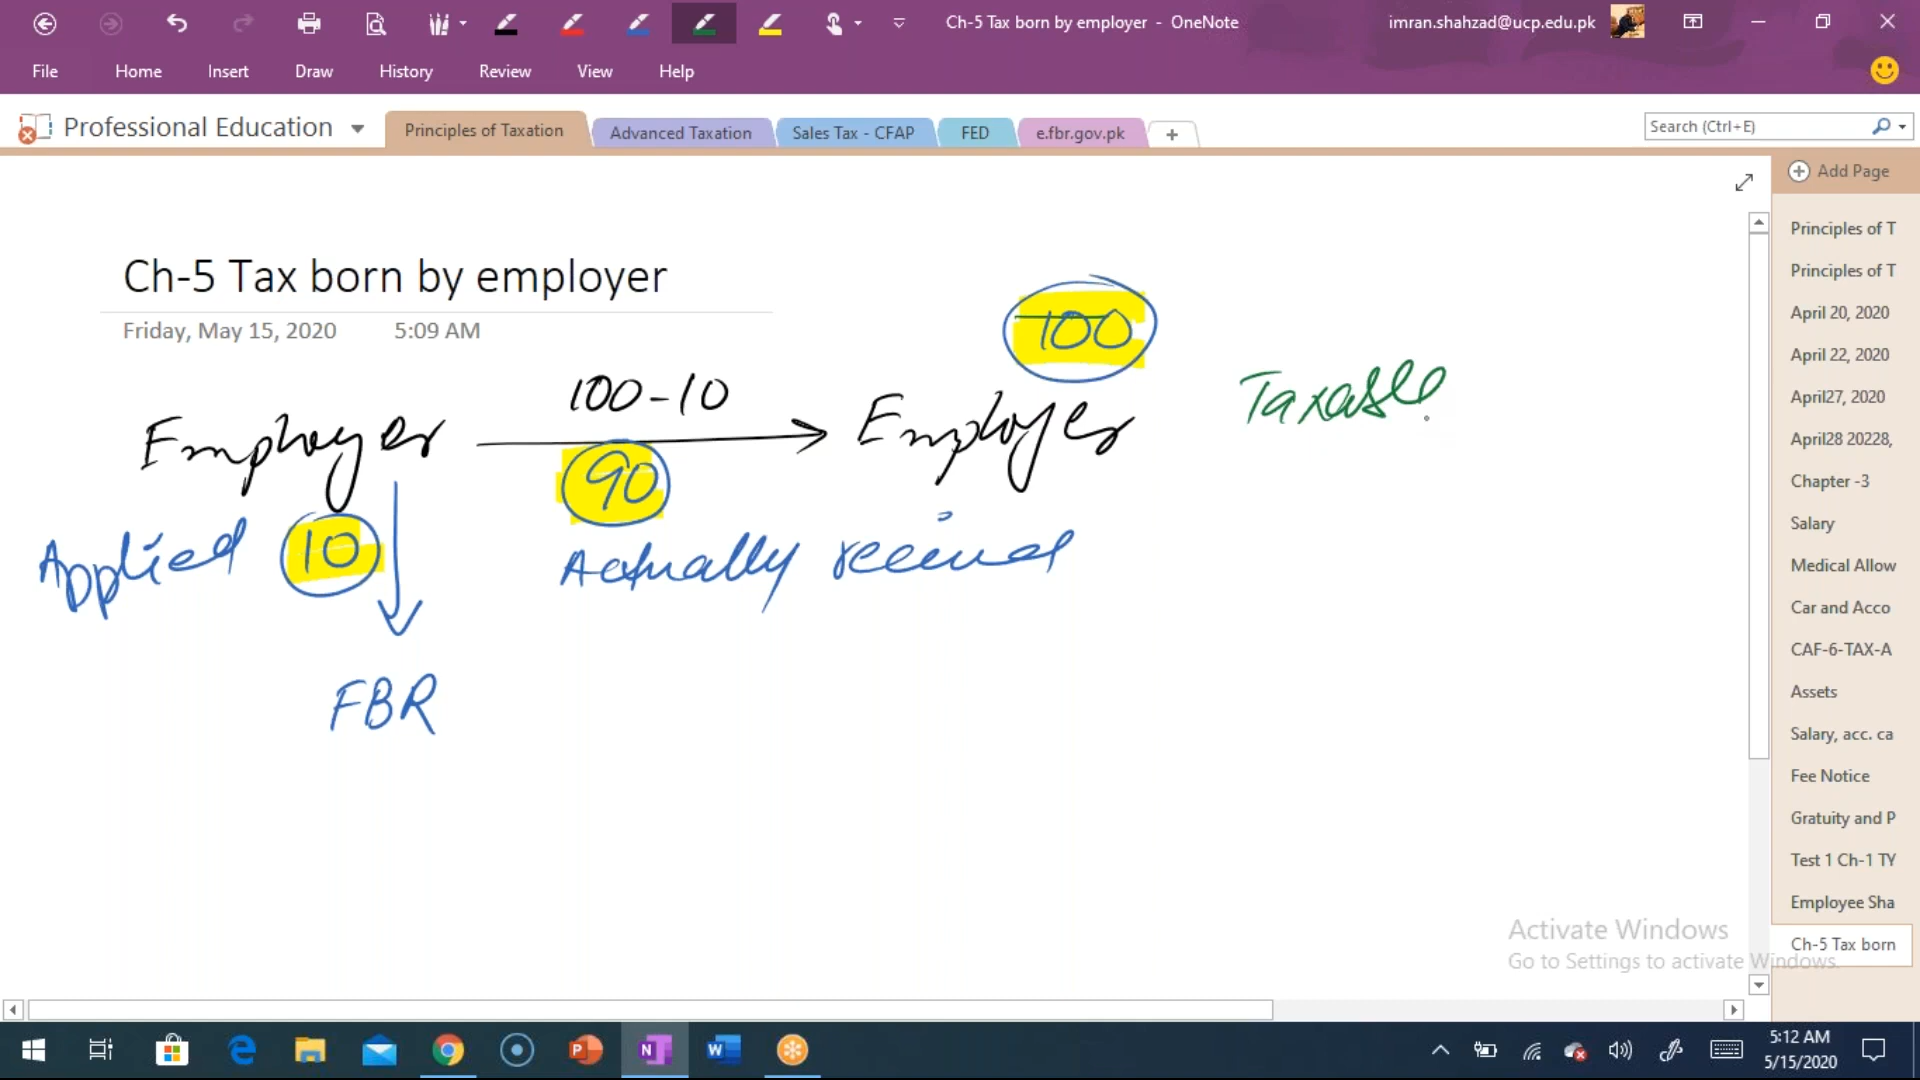 Ch-5 Tax born by employer - OneNote
imran.shahzad@ucp.edu.pk
File Home Insert Draw History Review View Help
Professional Education
Principles of Taxation
Advanced Taxation
Sales Tax - CFAP
FED
e.fbr.gov.pk
Search (Ctrl+E)
Add Page
Ch-5 Tax born by employer
Friday, May 15, 2020 5:09 AM
100
100-10
Taxable
Employer
Employer
90
Applied 10
Actually
FBR
Principles of T
Principles of T
April 20, 2020
April 22, 2020
April27, 2020
April28 20228,
Chapter -3
Salary
Medical Allow
Car and Acco
CAF-6-TAX-A
Assets
Salary, acc. ca
Fee Notice
Gratuity and P
Test 1 Ch-1 TY
Employee Sha
Ch-5 Tax born
Activate Windows
Go to Settings to activate Windows.
5:12 AM
5/15/2020